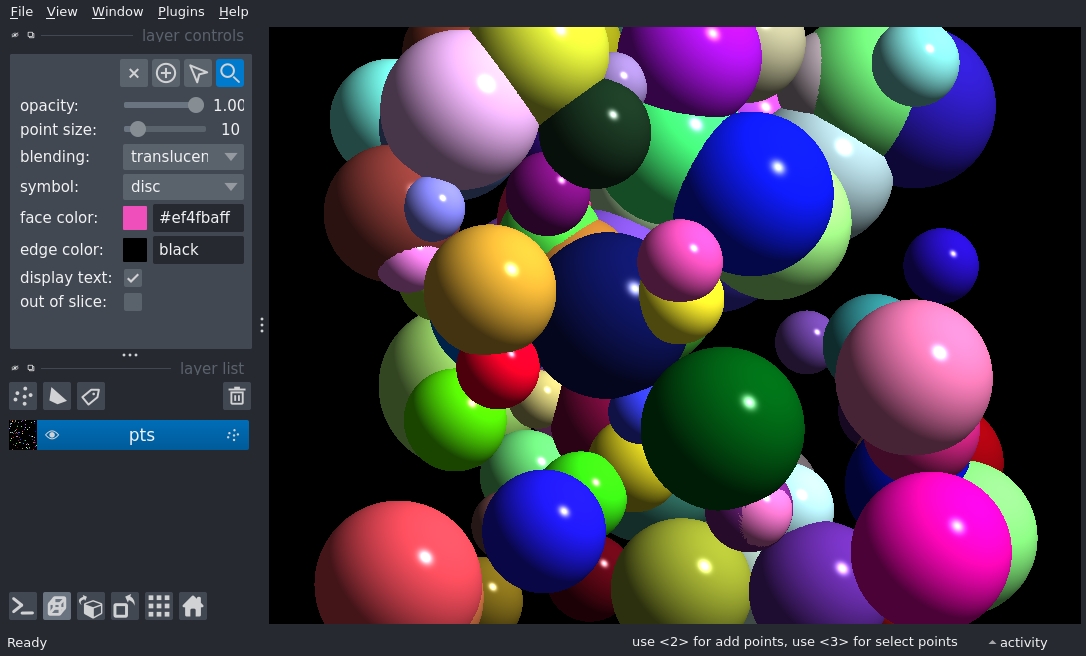 File View Window Plugins Help
layer controls
opacity: 1.00
point size: 10
blending: translucen
symbol: disc
face color: #ef4fbaff
edge color: black
display text:
out of slice:
layer list
pts
Ready use <2> for add points, use <3> for select points activity